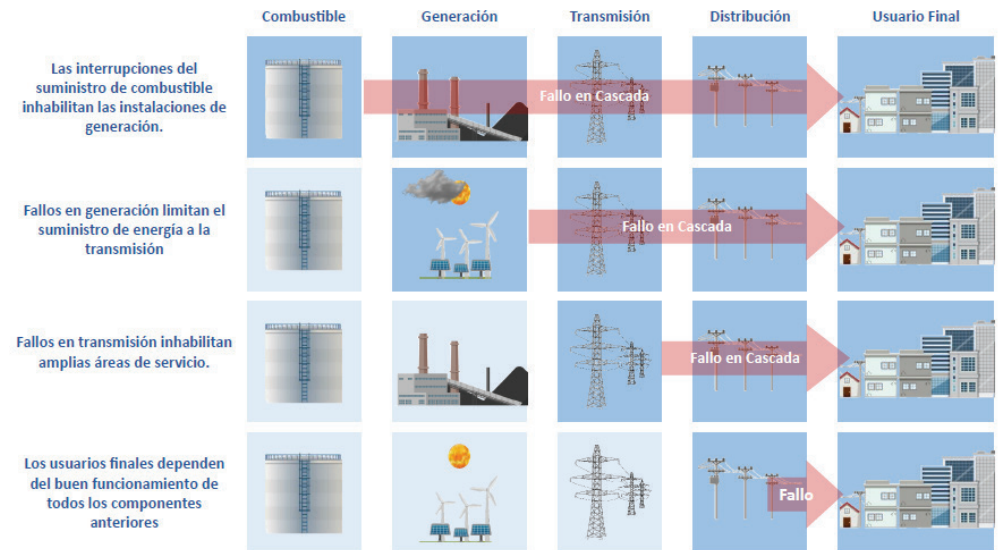 Combustible
Generación
Transmisión
Distribución
Usuario Final
Las interrupciones del
suministro de combustible
inhabilitan las instalaciones de
generación.
Fallo en Cascada
Fallos en generación limitan el
suministro de energía a la
transmisión
Fallo en Cascada
Fallos en transmisión inhabilitan
amplias áreas de servicio.
Fallo en Cascada
Los usuarios finales dependen
del buen funcionamiento de
todos los componentes
anteriores
Fallo